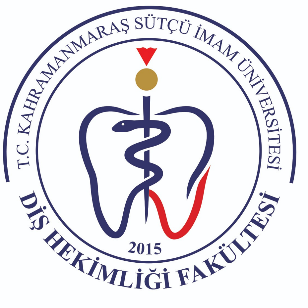 T.C. KAHRAMANMARAŞ SÜTÇÜ İMAM ÜNİVERSİTESİ
2015
DİŞ HEKİMLİĞİ FAKÜLTESİ